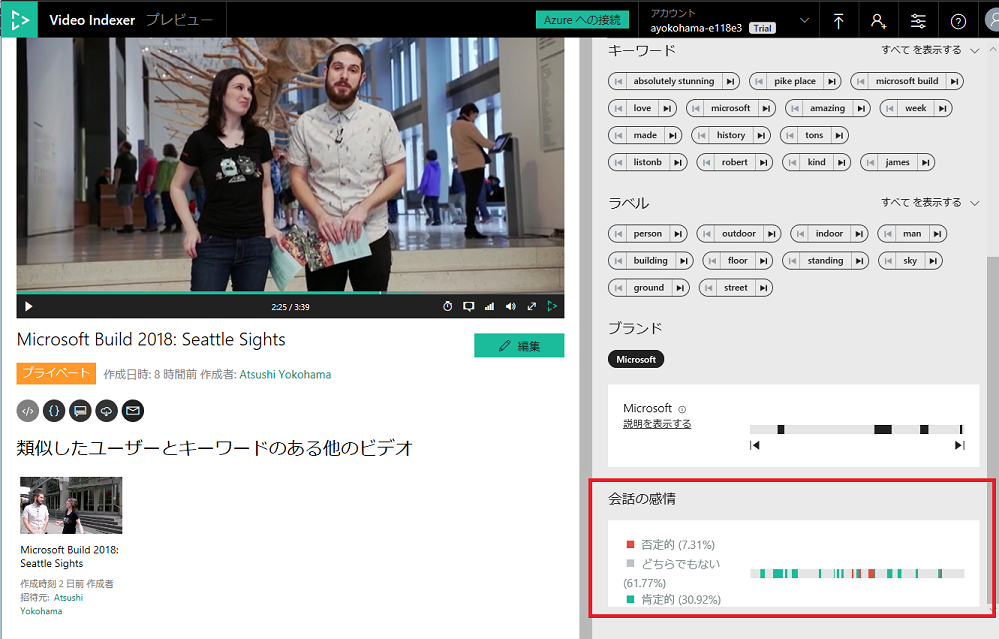 Video Indexer プレビュー
Azure への接続
アカウント
ayokohama-e118e3 Trial
2:25 / 3:39
Microsoft Build 2018: Seattle Sights
編集
プライベート 作成日時: 8 時間前 作成者: Atsushi Yokohama
類似したユーザーとキーワードのある他のビデオ
Microsoft Build 2018:
Seattle Sights
作成時刻 2 日前 作成者
招待元: Atsushi
Yokohama
キーワード すべて を表示する
absolutely stunning pike place microsoft build
love microsoft amazing week
made history tons
listonb robert kind james
ラベル すべて を表示する
person outdoor indoor man
building floor standing sky
ground street
ブランド
Microsoft
Microsoft
説明を表示する
会話の感情
否定的 (7.31%)
どちらでもない
(61.77%)
肯定的 (30.92%)